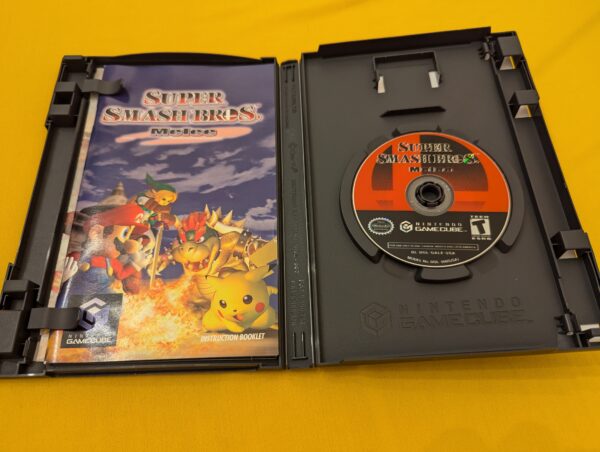 SUPER
SMASH BROS.
Melee
NINTENDO
GAMECUBE
INSTRUCTION BOOKLET
SUPER
SMASH BROS.
Melee
NINTENDO
GAMECUBE
TEEN
T
ESRB
NINTENDO
GAMECUBE